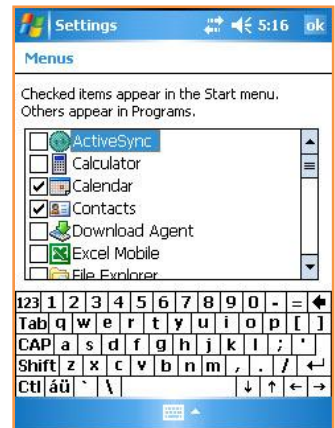 Settings 5:16 ok
Menus
Checked items appear in the Start menu.
Others appear in Programs.
ActiveSync
Calculator
Calendar
Contacts
Download Agent
Excel Mobile
File Explorer
123 1 2 3 4 5 6 7 8 9 0 - =
Tab q w e r t y u i o p [ ]
CAP a s d f g h j k l ; '
Shift z x c v b n m , . /
Ctl áü ` \